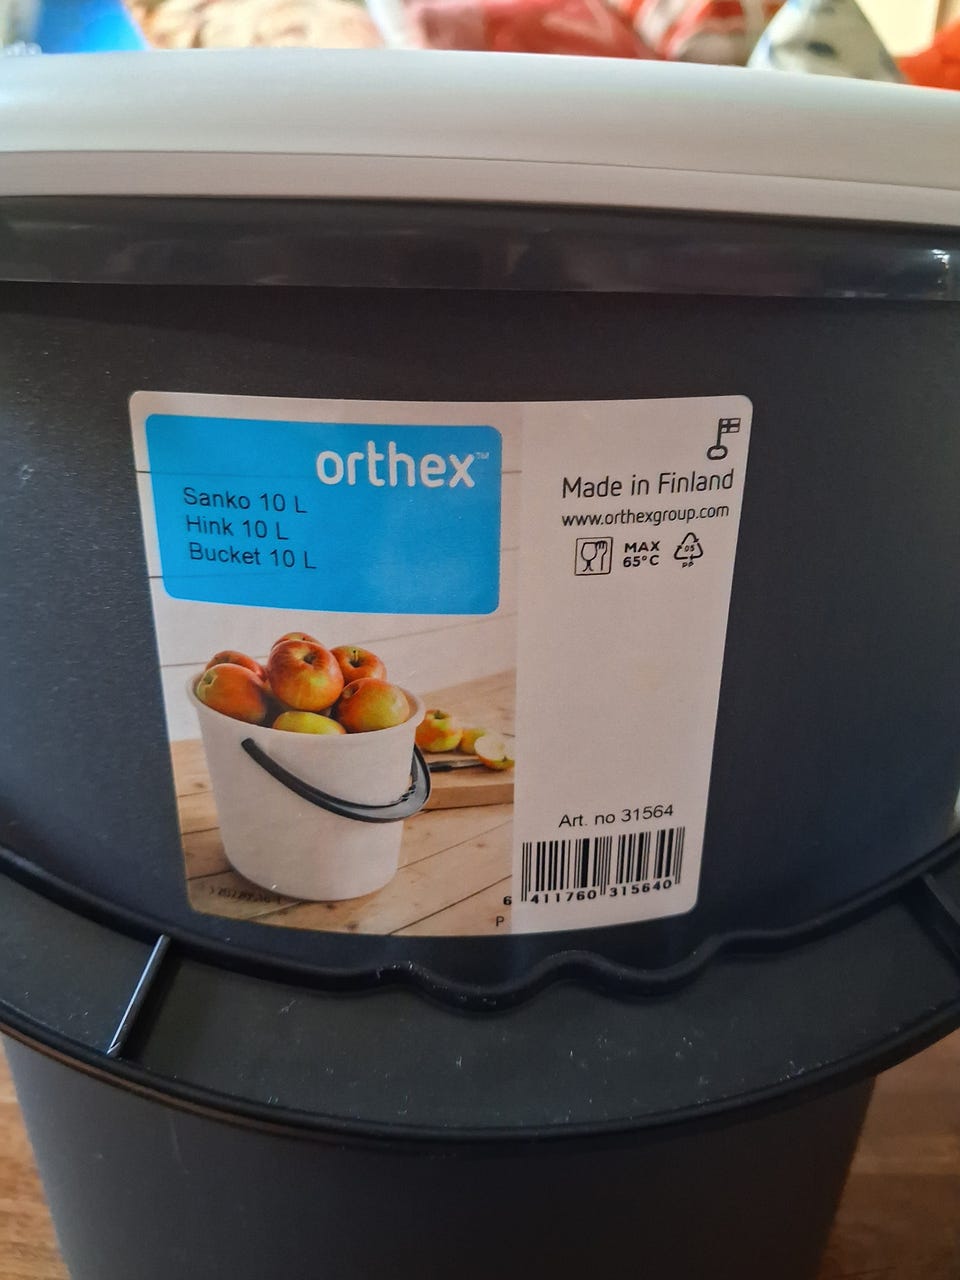 orthex™
Sanko 10 L
Hink 10 L
Bucket 10 L
Made in Finland
www.orthexgroup.com
MAX
65°C
05
PP
Art. no 31564
6 411760 315640
P